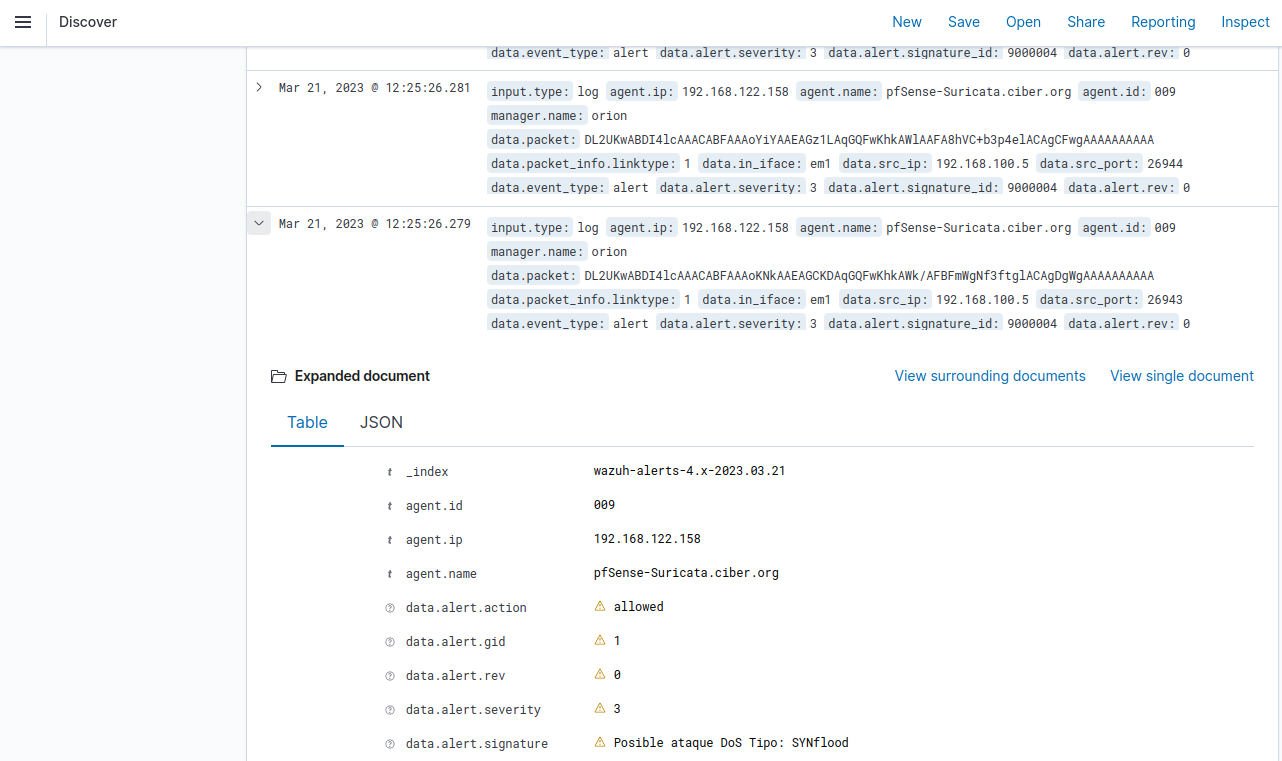 Discover New Save Open Share Reporting Inspect
data.event_type: alert data.alert.severity: 3 data.alert.signature_id: 9000004 data.alert.rev: 0
Mar 21, 2023 @ 12:25:26.281 input.type: log agent.ip: 192.168.122.158 agent.name: pfSense-Suricata.ciber.org agent.id: 009
manager.name: orion
data.packet: DL2UKwABDI4lcAAACABFAAAoYiYAAEAGz1LAqGQFwKhkAWlAAFA8hVC+b3p4elACAgCFwgAAAAAAAAAA
data.packet_info.linktype: 1 data.in_iface: em1 data.src_ip: 192.168.100.5 data.src_port: 26944
data.event_type: alert data.alert.severity: 3 data.alert.signature_id: 9000004 data.alert.rev: 0
Mar 21, 2023 @ 12:25:26.279 input.type: log agent.ip: 192.168.122.158 agent.name: pfSense-Suricata.ciber.org agent.id: 009
manager.name: orion
data.packet: DL2UKwABDI4lcAAACABFAAAoKNkAAEAGCKDAqGQFwKhkAWk/AFBFmWgNf3ftglACAgDgWgAAAAAAAAAA
data.packet_info.linktype: 1 data.in_iface: em1 data.src_ip: 192.168.100.5 data.src_port: 26943
data.event_type: alert data.alert.severity: 3 data.alert.signature_id: 9000004 data.alert.rev: 0
Expanded document View surrounding documents View single document
Table JSON
t _index wazuh-alerts-4.x-2023.03.21
t agent.id 009
t agent.ip 192.168.122.158
t agent.name pfSense-Suricata.ciber.org
data.alert.action allowed
data.alert.gid 1
data.alert.rev 0
data.alert.severity 3
data.alert.signature Posible ataque DoS Tipo: SYNflood